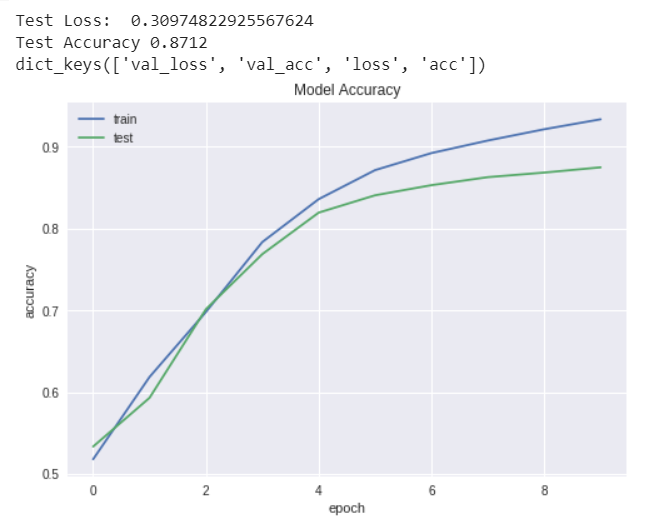 Test Loss:  0.30974822925567624
Test Accuracy 0.8712
dict_keys(['val_loss', 'val_acc', 'loss', 'acc'])
Model Accuracy
train
test
0.9
0.8
0.7
0.6
0.5
accuracy
0 2 4 6 8
epoch